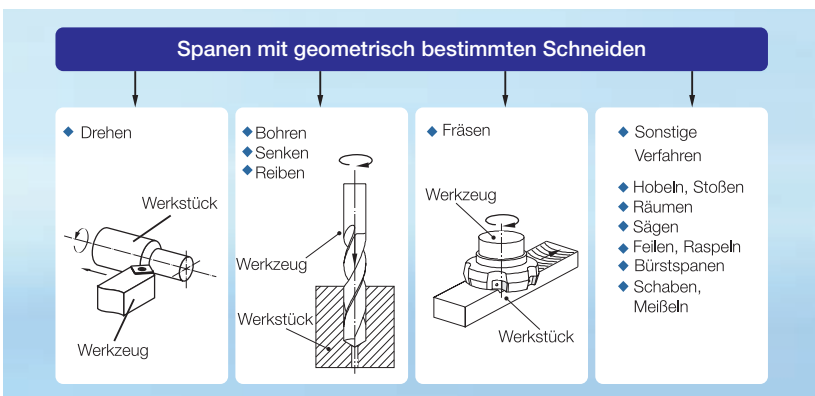 Spanen mit geometrisch bestimmten Schneiden
Drehen
Werkstück
Werkzeug
Bohren
Senken
Reiben
Werkzeug
Werkstück
Fräsen
Werkzeug
Werkstück
Sonstige
Verfahren
Hobeln, Stoßen
Räumen
Sägen
Feilen, Raspeln
Bürstspanen
Schaben,
Meißeln